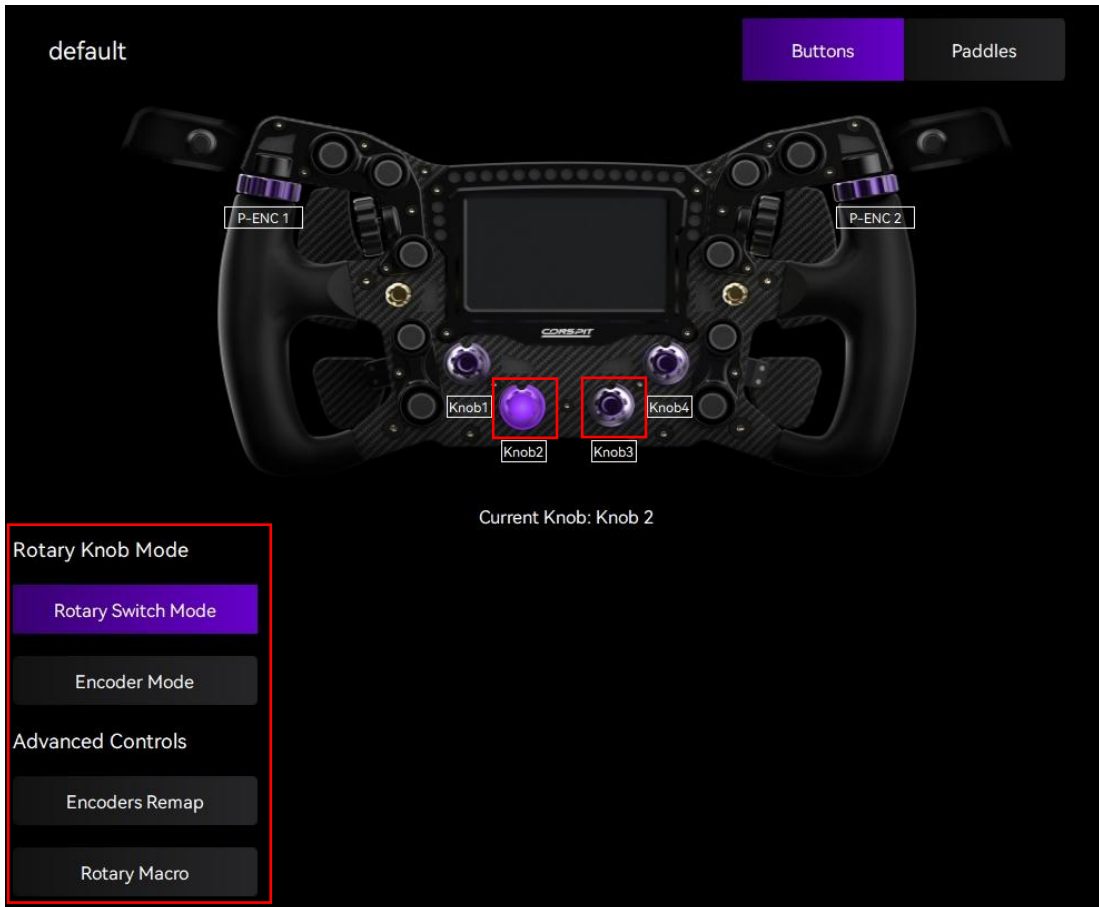 default
Buttons
Paddles
P-ENC 1
P-ENC 2
CORSPIT
Knob1
Knob4
Knob2
Knob3
Current Knob: Knob 2
Rotary Knob Mode
Rotary Switch Mode
Encoder Mode
Advanced Controls
Encoders Remap
Rotary Macro